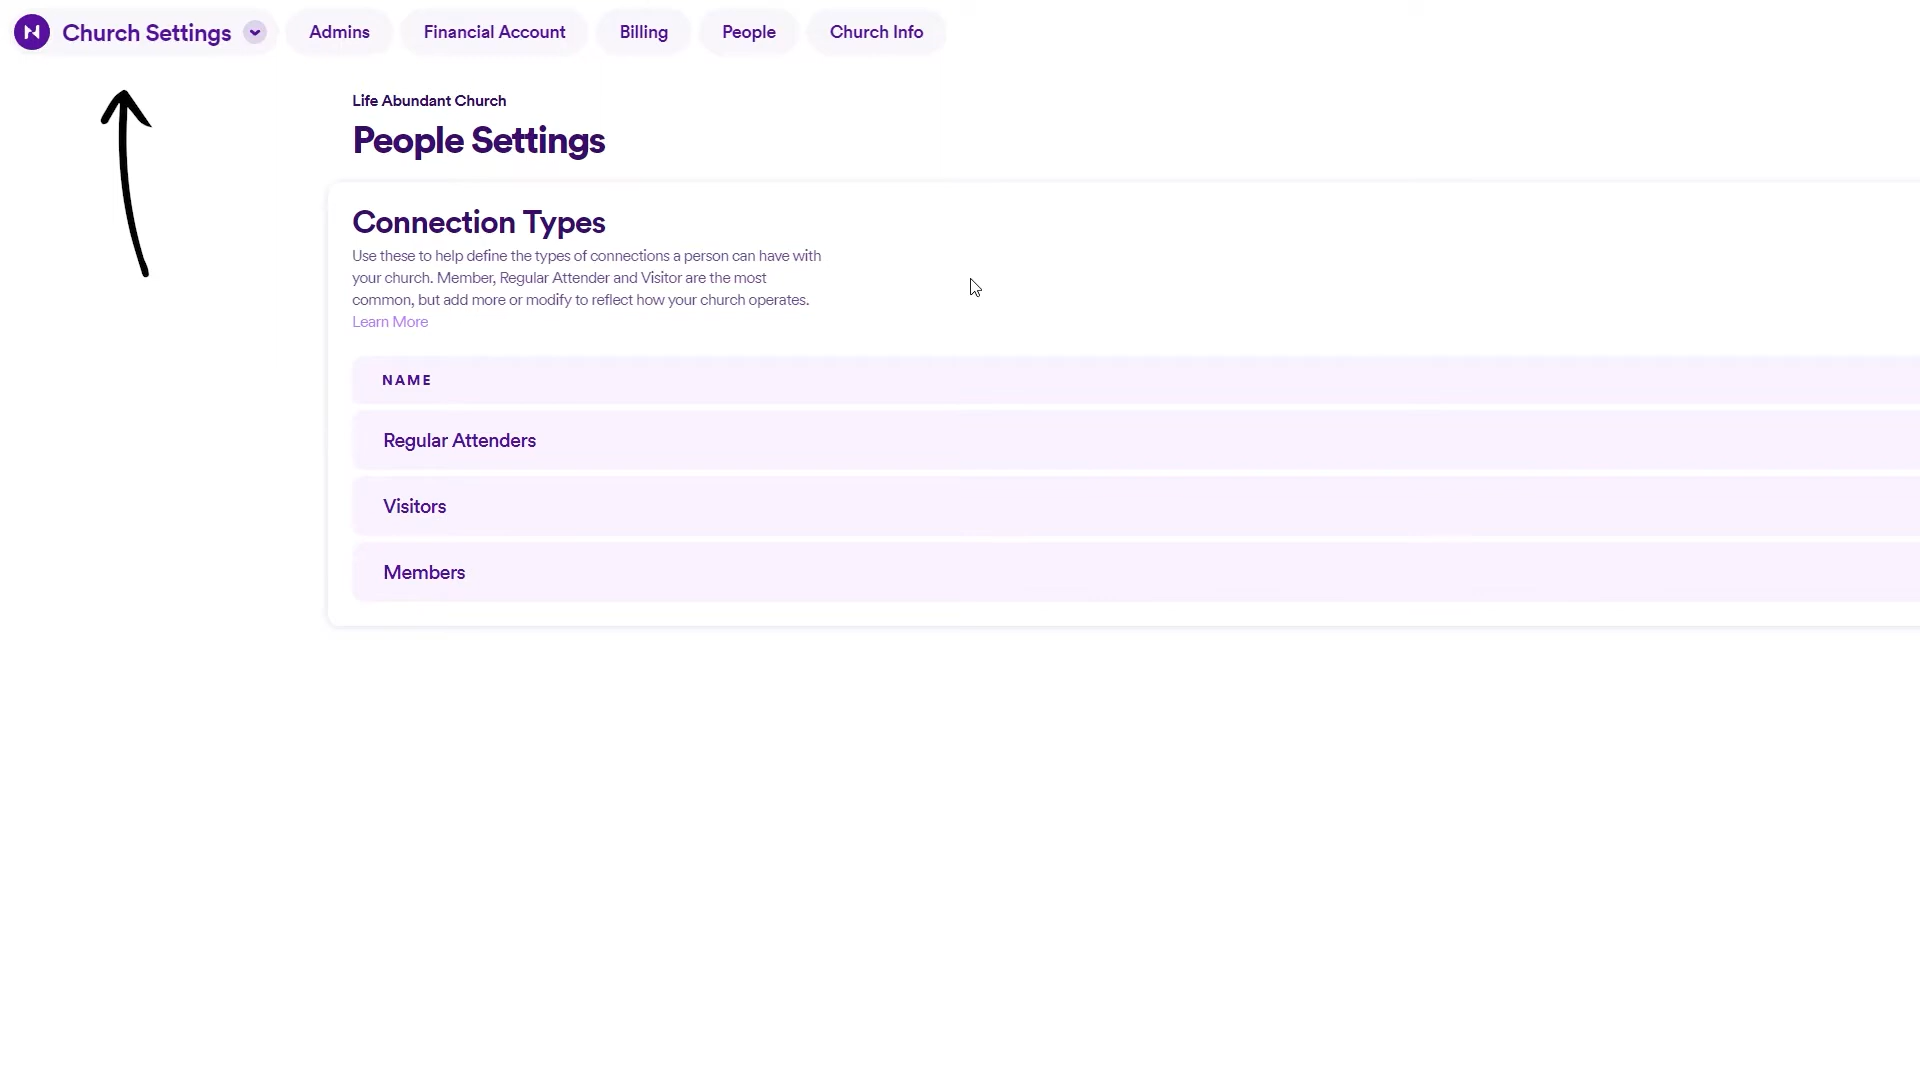 Church Settings
Admins
Financial Account
Billing
People
Church Info
Life Abundant Church
People Settings
Connection Types
Use these to help define the types of connections a person can have with
your church. Member, Regular Attender and Visitor are the most
common, but add more or modify to reflect how your church operates.
Learn More
NAME
Regular Attenders
Visitors
Members